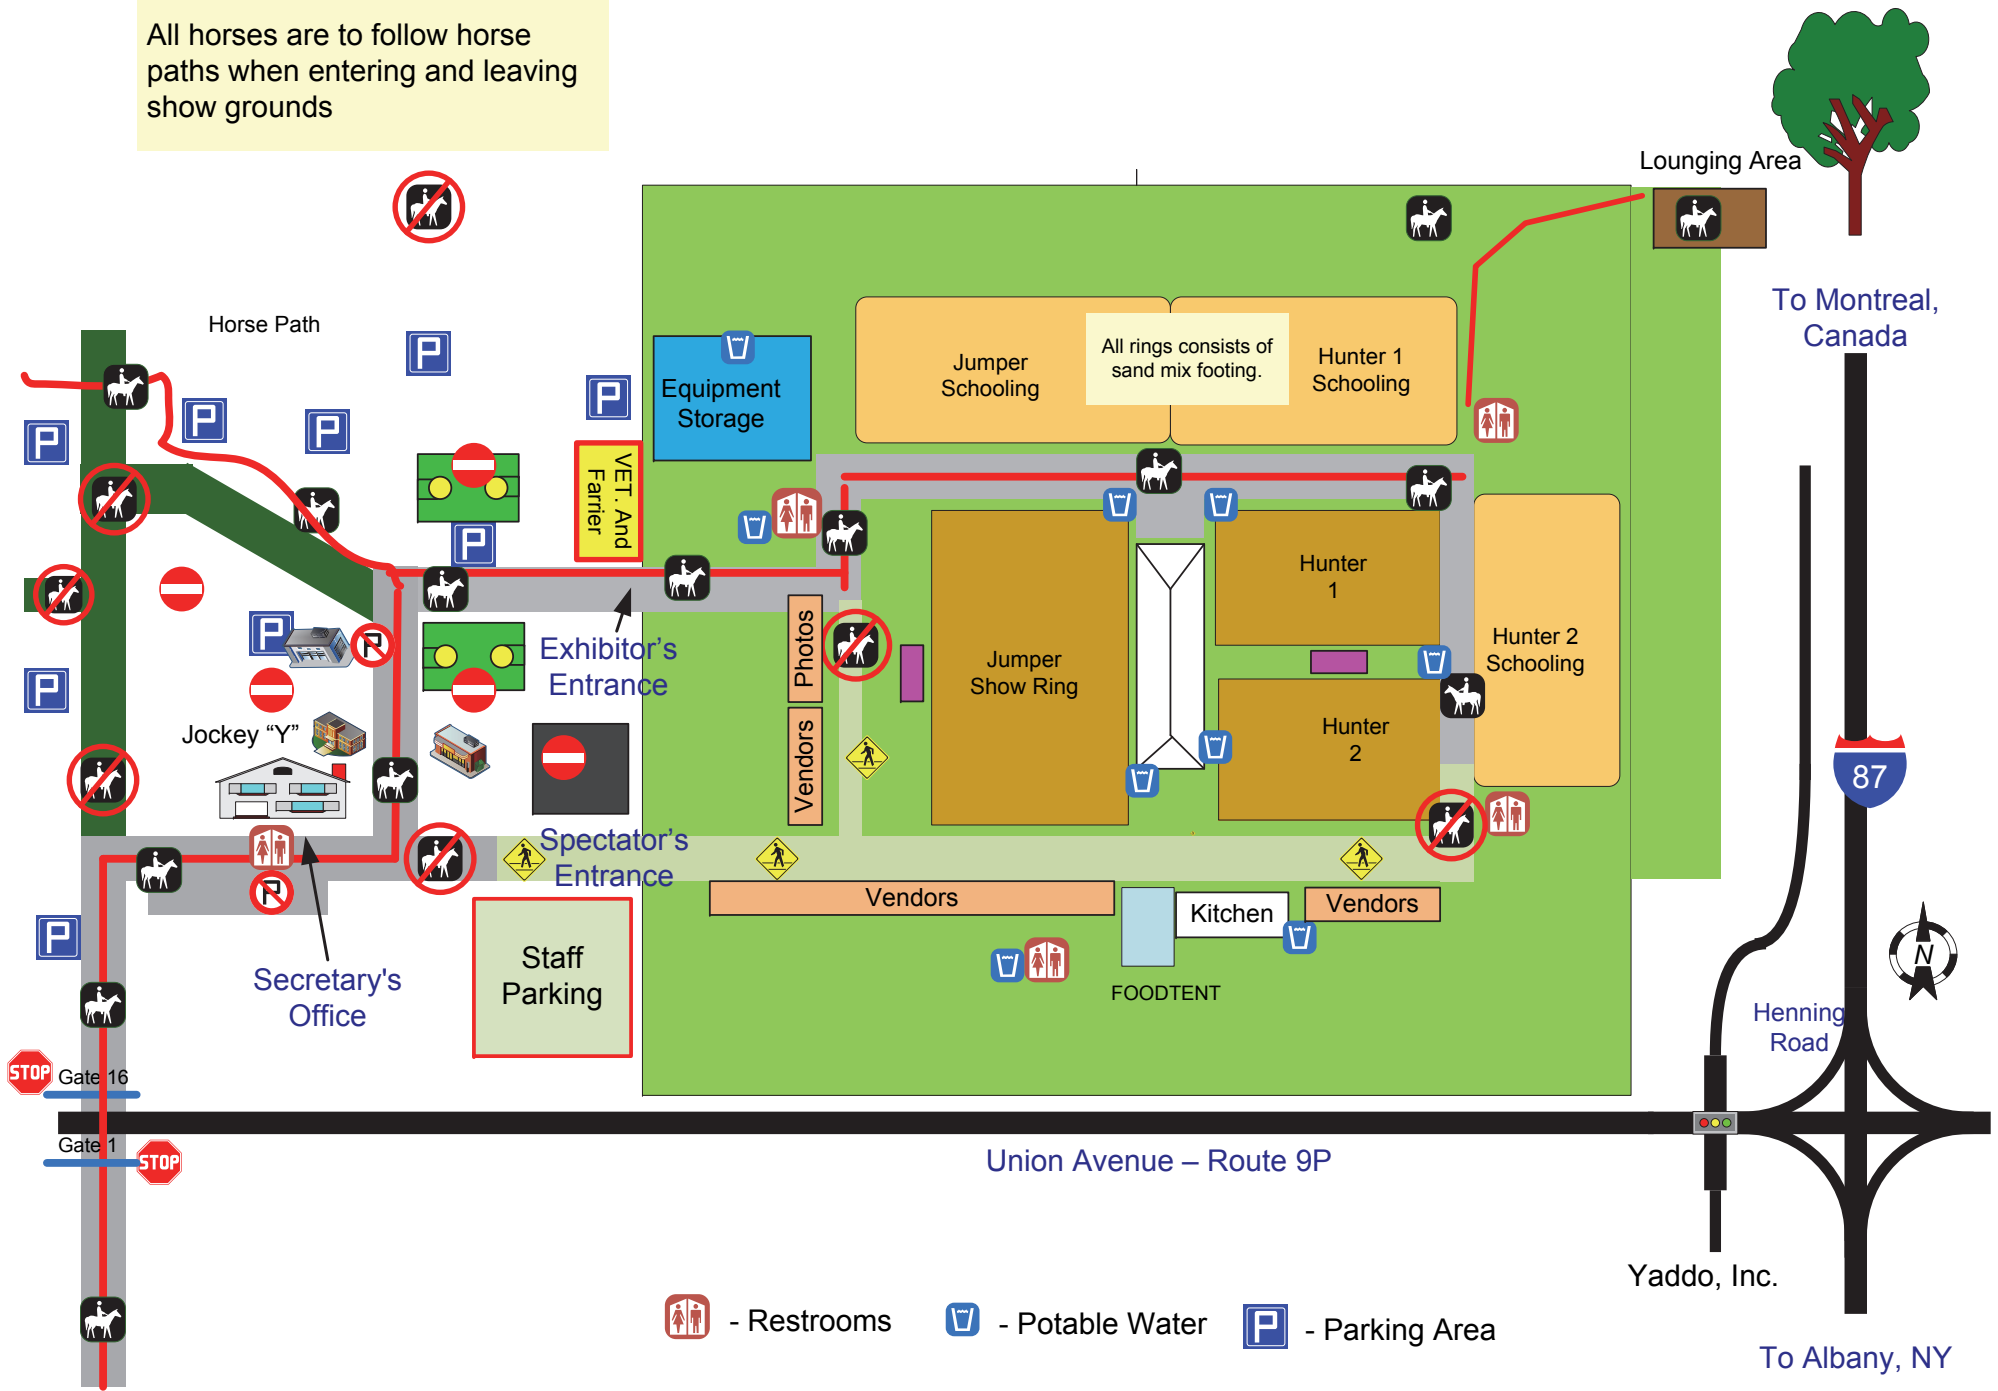 All horses are to follow horse
paths when entering and leaving
show grounds
Lounging Area
To Montreal,
Canada
Horse Path
P
P
P
P
P
P
Equipment
Storage
Jumper
Schooling
All rings consists of
sand mix footing.
Hunter 1
Schooling
VET. And
Farrier
P
Hunter
1
P
P
Exhibitor's
Entrance
Photos
Jumper
Show Ring
Hunter 2
Schooling
P
Jockey "Y"
Vendors
Hunter
2
87
Spectator's
Entrance
P
Vendors
Kitchen
Vendors
P
Staff
Parking
Secretary's
Office
FOODTENT
N
Henning
Road
STOP
Gate 16
Gate 1
STOP
Union Avenue – Route 9P
Yaddo, Inc.
- Restrooms
- Potable Water
P
- Parking Area
To Albany, NY